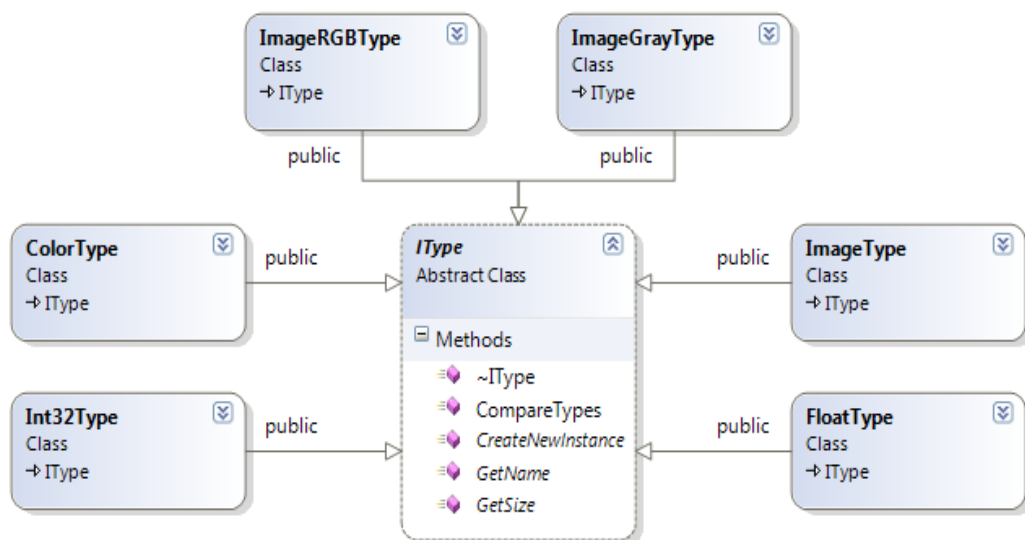 ImageRGBType
Class
IType
ImageGrayType
Class
IType
public
public
ColorType
Class
IType
public
IType
Abstract Class
Methods
~IType
CompareTypes
CreateNewInstance
GetName
GetSize
public
ImageType
Class
IType
Int32Type
Class
IType
public
public
FloatType
Class
IType